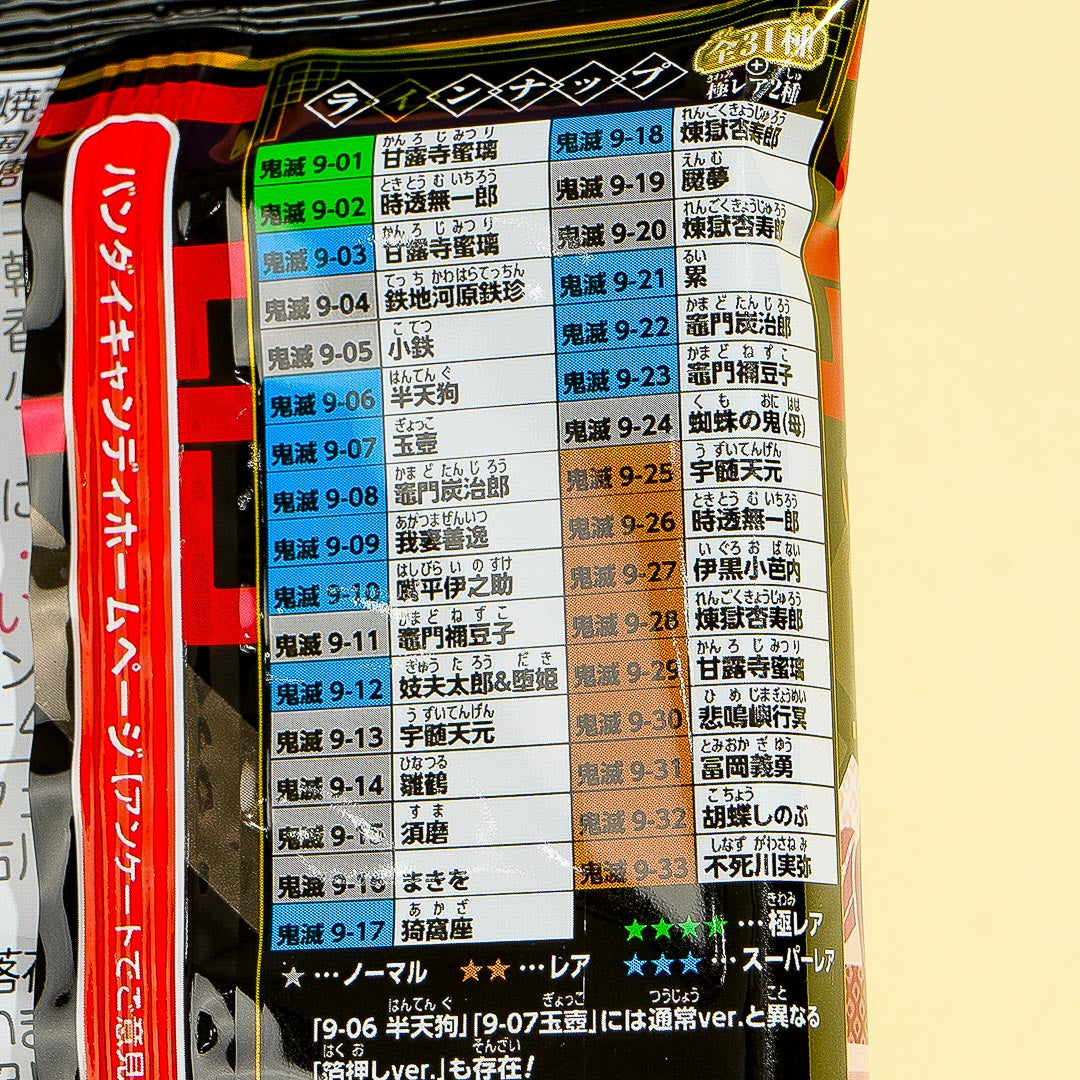 ラインナップ
全31種
+
極レア2種
鬼滅 9-01 甘露寺蜜璃
鬼滅 9-02 時透無一郎
鬼滅 9-03 甘露寺蜜璃
鬼滅 9-04 鉄地河原鉄珍
鬼滅 9-05 小鉄
鬼滅 9-06 半天狗
鬼滅 9-07 玉壺
鬼滅 9-08 竈門炭治郎
鬼滅 9-09 我妻善逸
鬼滅 9-10 嘴平伊之助
鬼滅 9-11 竈門禰豆子
鬼滅 9-12 妓夫太郎&堕姫
鬼滅 9-13 宇髄天元
鬼滅 9-14 雛鶴
鬼滅 9-15 須磨
鬼滅 9-16 まきを
鬼滅 9-17 猗窩座
鬼滅 9-18 煉獄杏寿郎
鬼滅 9-19 魘夢
鬼滅 9-20 煉獄杏寿郎
鬼滅 9-21 累
鬼滅 9-22 竈門炭治郎
鬼滅 9-23 竈門禰豆子
鬼滅 9-24 蜘蛛の鬼(母)
鬼滅 9-25 宇髄天元
鬼滅 9-26 時透無一郎
鬼滅 9-27 伊黒小芭内
鬼滅 9-28 煉獄杏寿郎
鬼滅 9-29 甘露寺蜜璃
鬼滅 9-30 悲鳴嶼行冥
鬼滅 9-31 冨岡義勇
鬼滅 9-32 胡蝶しのぶ
鬼滅 9-33 不死川実弥
★★★★…極レア
★…ノーマル ★★…レア ★★★…スーパーレア
「9-06 半天狗」「9-07玉壺」には通常ver.と異なる
「箔押しver.」も存在!
バンダイキャンディホームページ「アンケートでご意見